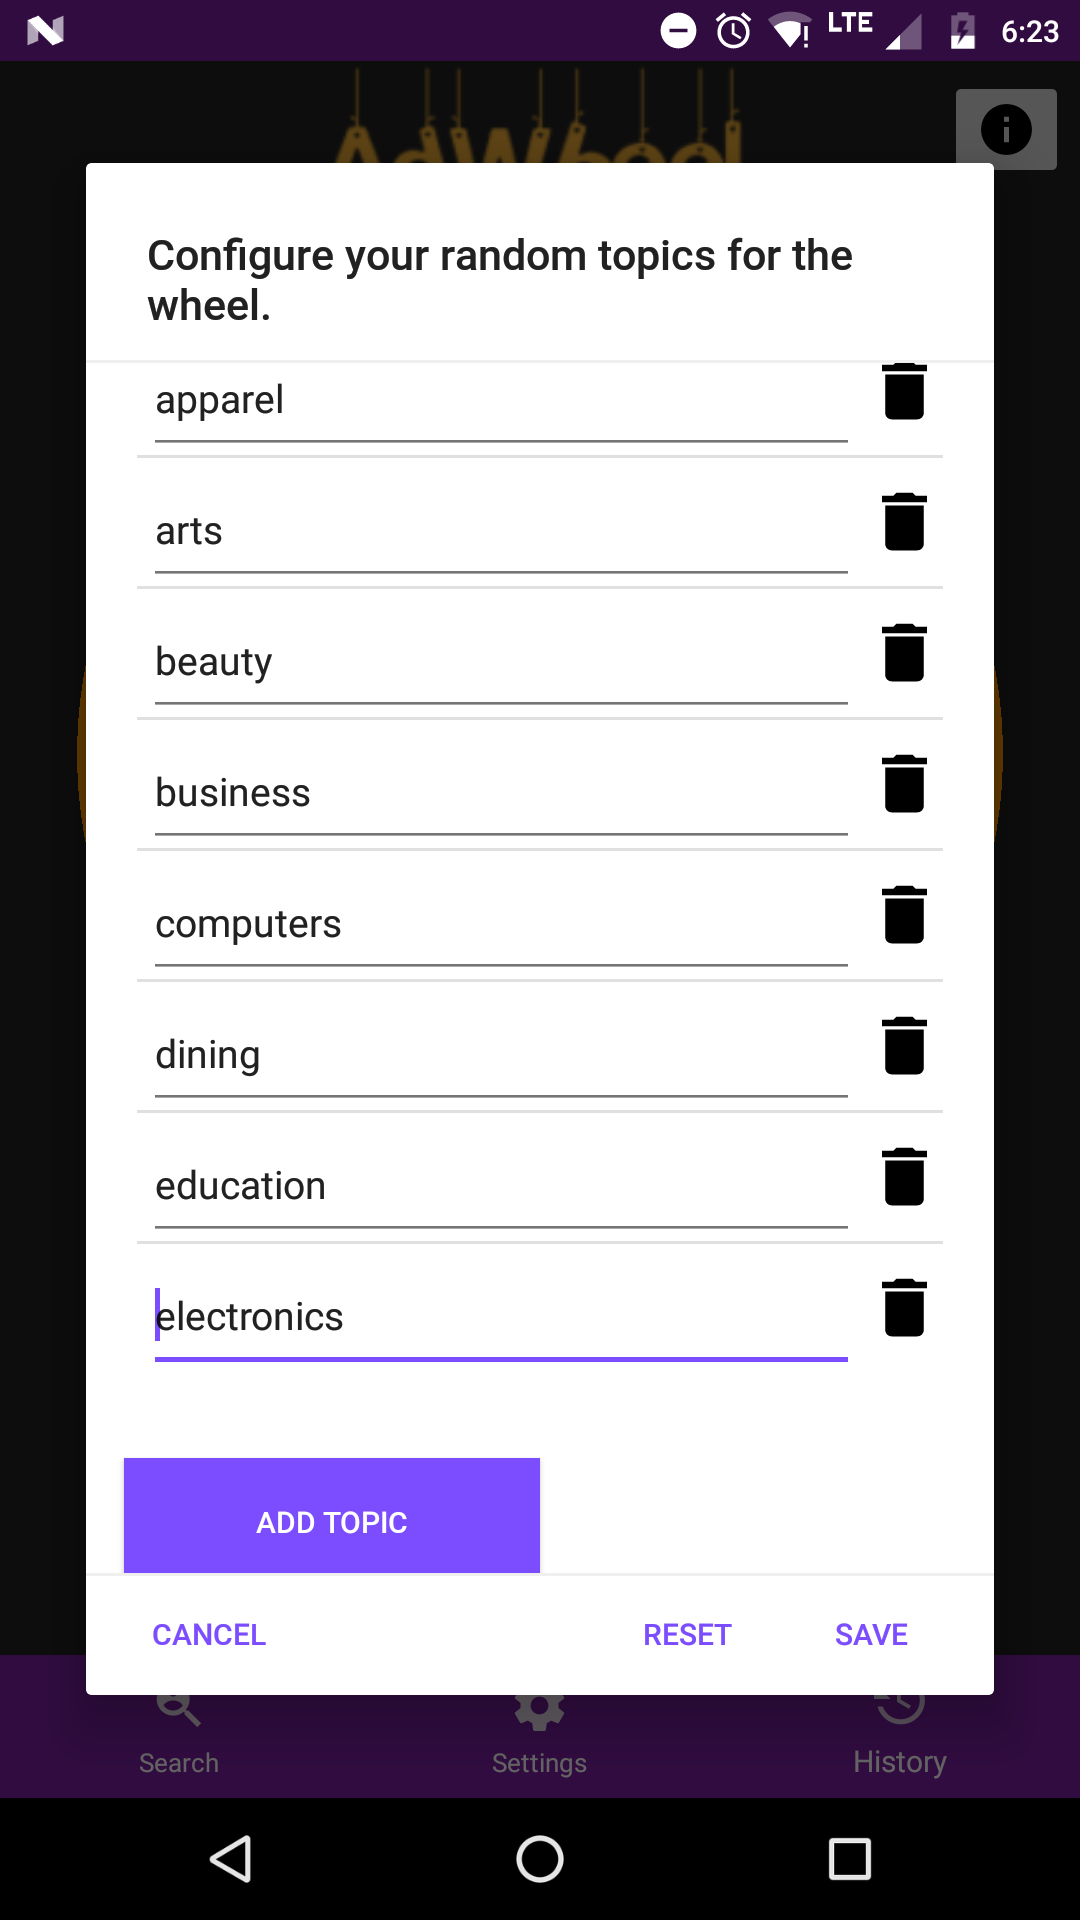 LTE 6:23
AdWheel
Configure your random topics for the
wheel.
apparel
arts
beauty
business
computers
dining
education
electronics
ADD TOPIC
CANCEL RESET SAVE
Search Settings History